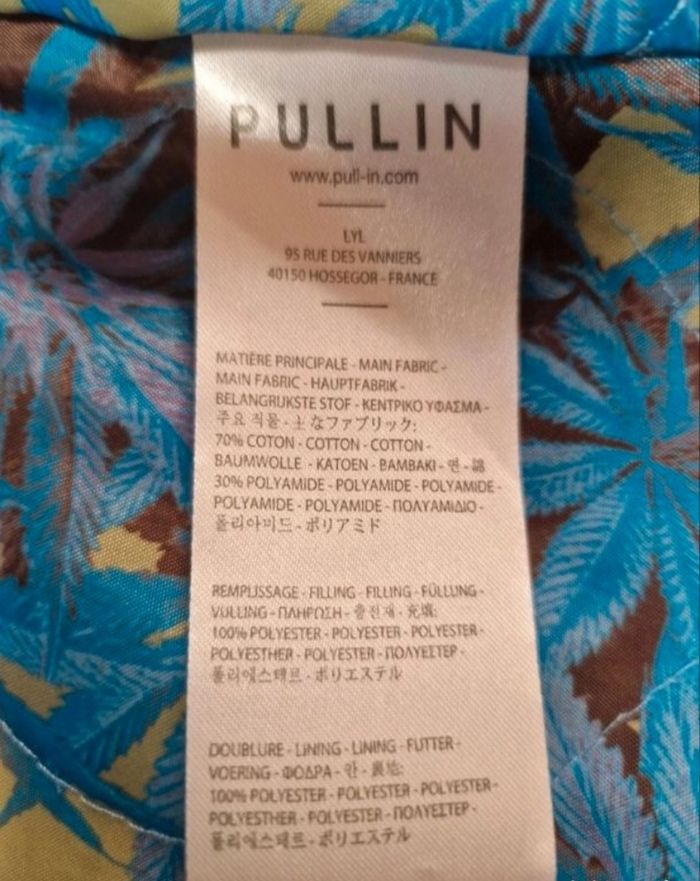 PULLIN
www.pull-in.com
LYL
95 RUE DES VANNIERS
40150 HOSSEGOR - FRANCE
MATIÈRE PRINCIPALE - MAIN FABRIC -
MAIN FABRIC - HAUPTFABRIK -
BELANGRIJKSTE STOF - ΚΕΝΤΡΙΚΟ ΥΦΑΣΜΑ -
주요 직물 - 主なファブリック:
70% COTON - COTTON - COTTON -
BAUMWOLLE - KATOEN - ΒΑΜΒΑΚΙ - 면 - 綿
30% POLYAMIDE - POLYAMIDE - POLYAMIDE -
POLYAMIDE - POLYAMIDE - ΠΟΛΥΑΜΙΔΙΟ -
폴리아미드 - ポリアミド
REMPLISSAGE - FILLING - FILLING - FÜLLUNG -
VULLING - ΠΛΗΡΩΣΗ - 충전재 - 充填:
100% POLYESTER - POLYESTER - POLYESTER -
POLYESTHER - POLYESTER - ΠΟΛΥΕΣΤΕΡ -
폴리에스테르 - ポリエステル
DOUBLURE - LINING - LINING - FUTTER -
VOERING - ΦΟΔΡΑ - 안 - 裏地:
100% POLYESTER - POLYESTER - POLYESTER -
POLYESTHER - POLYESTER - ΠΟΛΥΕΣΤΕΡ -
폴리에스테르 - ポリエステル